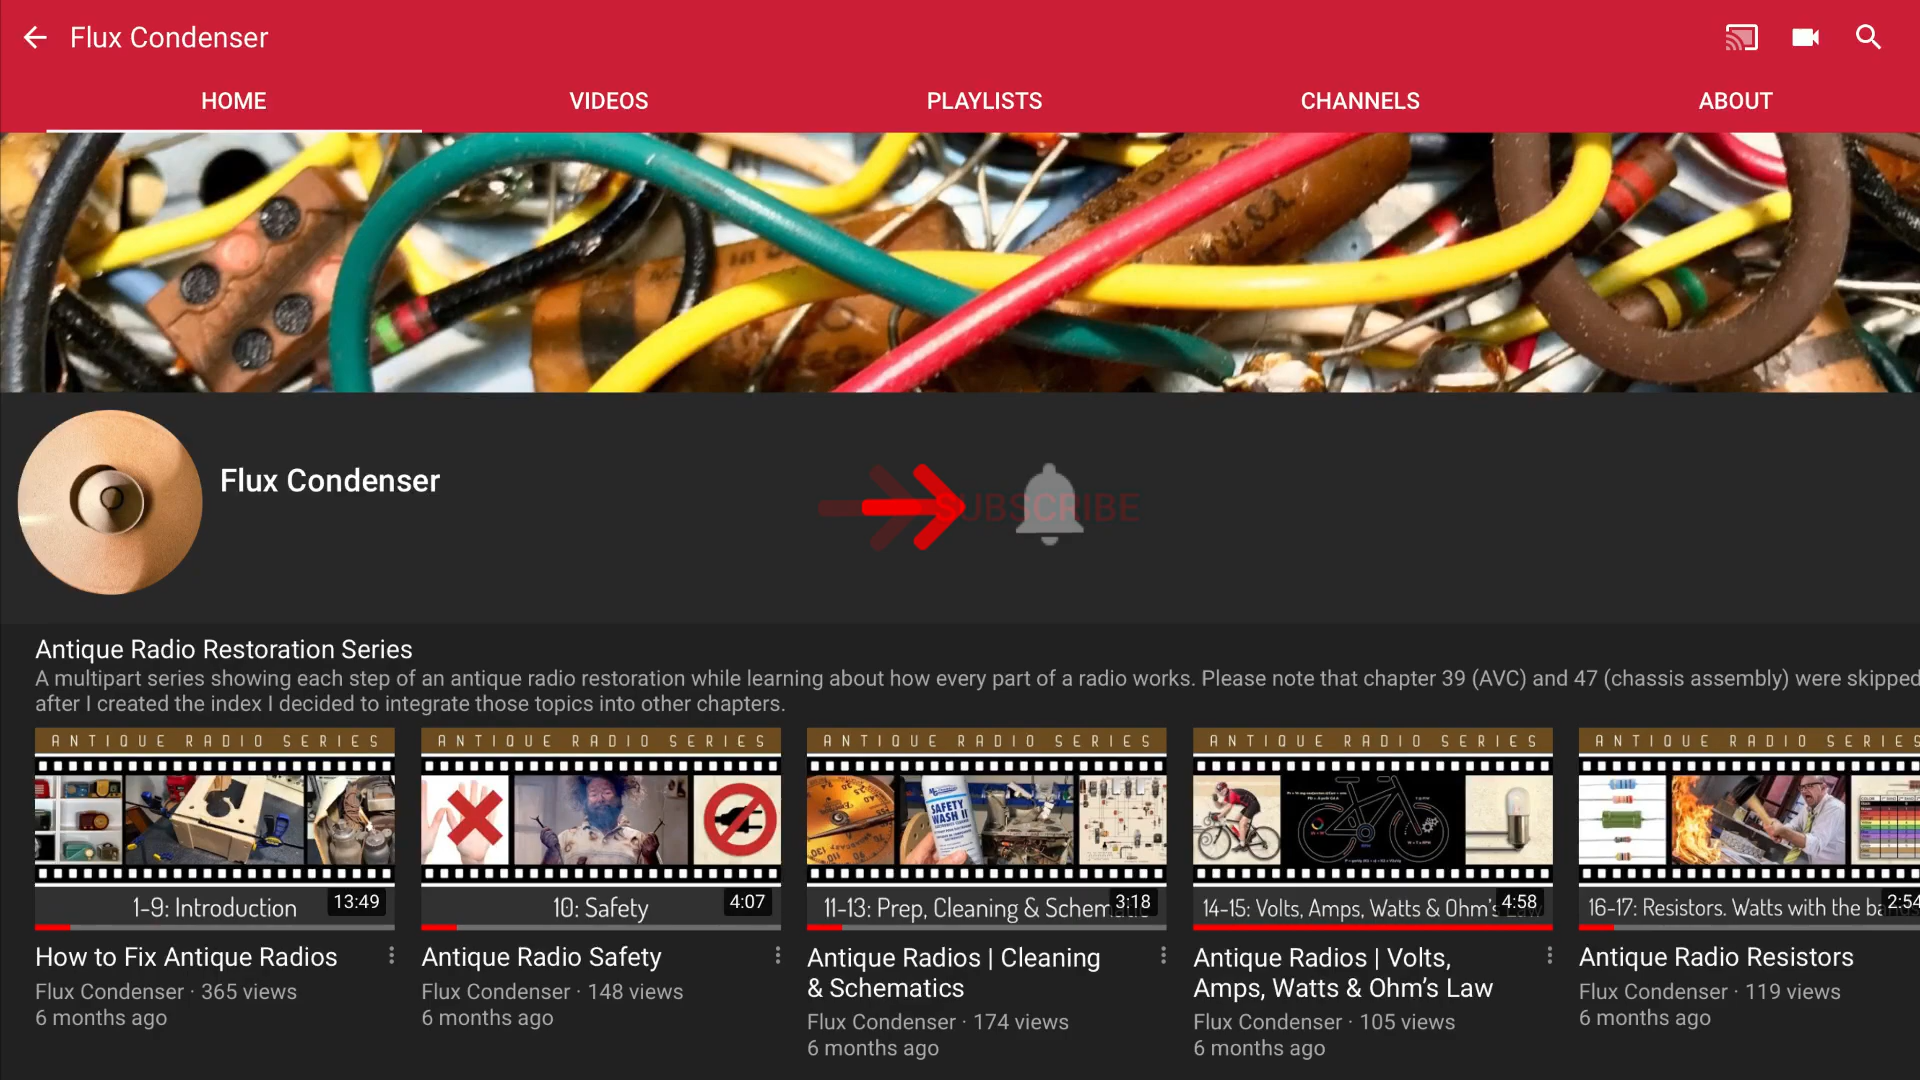 Flux Condenser
HOME
VIDEOS
PLAYLISTS
CHANNELS
ABOUT
D.C.
W U.S.A
Flux Condenser
SUBSCRIBE
Antique Radio Restoration Series
A multipart series showing each step of an antique radio restoration while learning about how every part of a radio works. Please note that chapter 39 (AVC) and 47 (chassis assembly) were skipped
after I created the index I decided to integrate those topics into other chapters.
ANTIQUE RADIO SERIES
1-9: Introduction
13:49
How to Fix Antique Radios
Flux Condenser · 365 views
6 months ago
ANTIQUE RADIO SERIES
10: Safety
4:07
Antique Radio Safety
Flux Condenser · 148 views
6 months ago
ANTIQUE RADIO SERIES
SAFETY
WASH II
11-13: Prep, Cleaning & Schematic
3:18
Antique Radios | Cleaning
& Schematics
Flux Condenser · 174 views
6 months ago
ANTIQUE RADIO SERIES
14-15: Volts, Amps, Watts & Ohm's Law
4:58
Antique Radios | Volts,
Amps, Watts & Ohm's Law
Flux Condenser · 105 views
6 months ago
ANTIQUE RADIO SERIES
16-17: Resistors. Watts with the ba
2:54
Antique Radio Resistors
Flux Condenser · 119 views
6 months ago